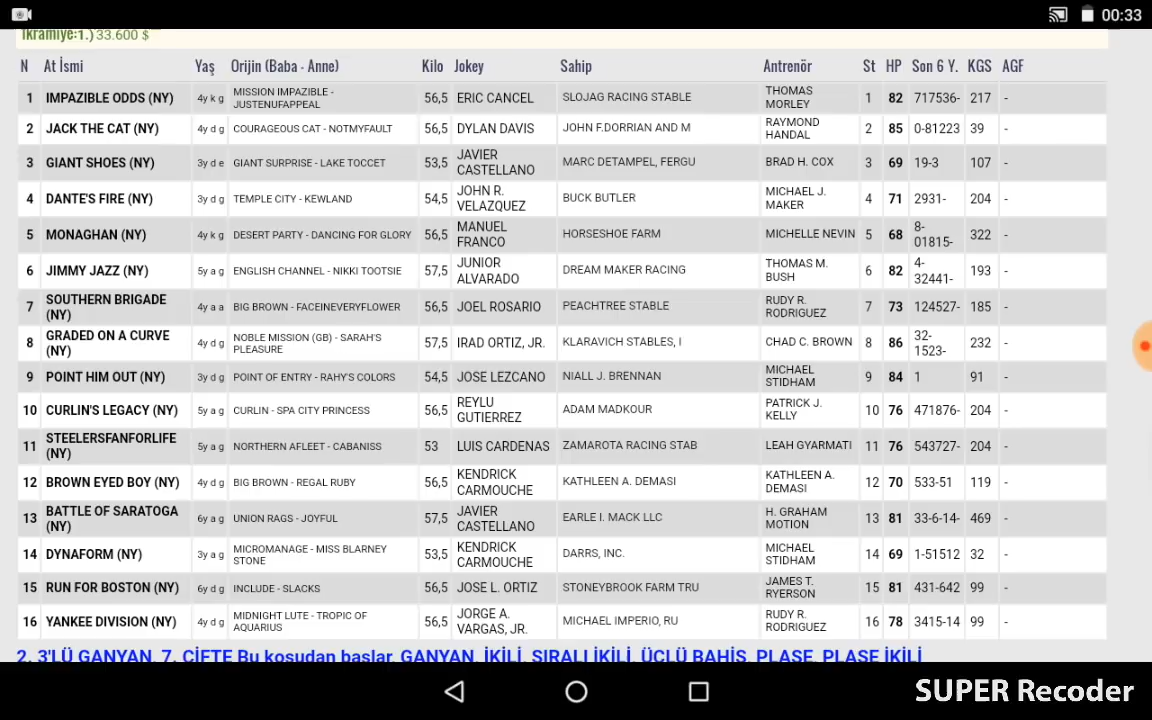 00:33
İkramiye:1.) 33.600 $
N At İsmi Yaş Orijin (Baba - Anne) Kilo Jokey Sahip Antrenör St HP Son 6 Y. KGS AGF
1 IMPAZIBLE ODDS (NY) 4y k g MISSION IMPAZIBLE - JUSTENUFAPPEAL 56,5 ERIC CANCEL SLOJAG RACING STABLE THOMAS MORLEY 1 82 717536- 217 -
2 JACK THE CAT (NY) 4y d g COURAGEOUS CAT - NOTMYFAULT 56,5 DYLAN DAVIS JOHN F.DORRIAN AND M RAYMOND HANDAL 2 85 0-81223 39 -
3 GIANT SHOES (NY) 3y d e GIANT SURPRISE - LAKE TOCCET 53,5 JAVIER CASTELLANO MARC DETAMPEL, FERGU BRAD H. COX 3 69 19-3 107 -
4 DANTE'S FIRE (NY) 3y d g TEMPLE CITY - KEWLAND 54,5 JOHN R. VELAZQUEZ BUCK BUTLER MICHAEL J. MAKER 4 71 2931- 204 -
5 MONAGHAN (NY) 4y k g DESERT PARTY - DANCING FOR GLORY 56,5 MANUEL FRANCO HORSESHOE FARM MICHELLE NEVIN 5 68 8-01815- 322 -
6 JIMMY JAZZ (NY) 5y a g ENGLISH CHANNEL - NIKKI TOOTSIE 57,5 JUNIOR ALVARADO DREAM MAKER RACING THOMAS M. BUSH 6 82 4-32441- 193 -
7 SOUTHERN BRIGADE (NY) 4y a a BIG BROWN - FACEINEVERYFLOWER 56,5 JOEL ROSARIO PEACHTREE STABLE RUDY R. RODRIGUEZ 7 73 124527- 185 -
8 GRADED ON A CURVE (NY) 4y d g NOBLE MISSION (GB) - SARAH'S PLEASURE 57,5 IRAD ORTIZ, JR. KLARAVICH STABLES, I CHAD C. BROWN 8 86 32-1523- 232 -
9 POINT HIM OUT (NY) 3y d g POINT OF ENTRY - RAHY'S COLORS 54,5 JOSE LEZCANO NIALL J. BRENNAN MICHAEL STIDHAM 9 84 1 91 -
10 CURLIN'S LEGACY (NY) 5y a g CURLIN - SPA CITY PRINCESS 56,5 REYLU GUTIERREZ ADAM MADKOUR PATRICK J. KELLY 10 76 471876- 204 -
11 STEELERSFANFORLIFE (NY) 5y a g NORTHERN AFLEET - CABANISS 53 LUIS CARDENAS ZAMAROTA RACING STAB LEAH GYARMATI 11 76 543727- 204 -
12 BROWN EYED BOY (NY) 4y d g BIG BROWN - REGAL RUBY 56,5 KENDRICK CARMOUCHE KATHLEEN A. DEMASI KATHLEEN A. DEMASI 12 70 533-51 119 -
13 BATTLE OF SARATOGA (NY) 6y a g UNION RAGS - JOYFUL 57,5 JAVIER CASTELLANO EARLE I. MACK LLC H. GRAHAM MOTION 13 81 33-6-14- 469 -
14 DYNAFORM (NY) 3y a g MICROMANAGE - MISS BLARNEY STONE 53,5 KENDRICK CARMOUCHE DARRS, INC. MICHAEL STIDHAM 14 69 1-51512 32 -
15 RUN FOR BOSTON (NY) 6y d g INCLUDE - SLACKS 56,5 JOSE L. ORTIZ STONEYBROOK FARM TRU JAMES T. RYERSON 15 81 431-642 99 -
16 YANKEE DIVISION (NY) 4y d g MIDNIGHT LUTE - TROPIC OF AQUARIUS 56,5 JORGE A. VARGAS, JR. MICHAEL IMPERIO, RU RUDY R. RODRIGUEZ 16 78 3415-14 99 -
2. 3'LÜ GANYAN, 7. ÇİFTE Bu koşudan başlar. GANYAN, İKİLİ, SIRALI İKİLİ, ÜÇLÜ BAHİS, PLASE, PLASE İKİLİ
SUPER Recoder